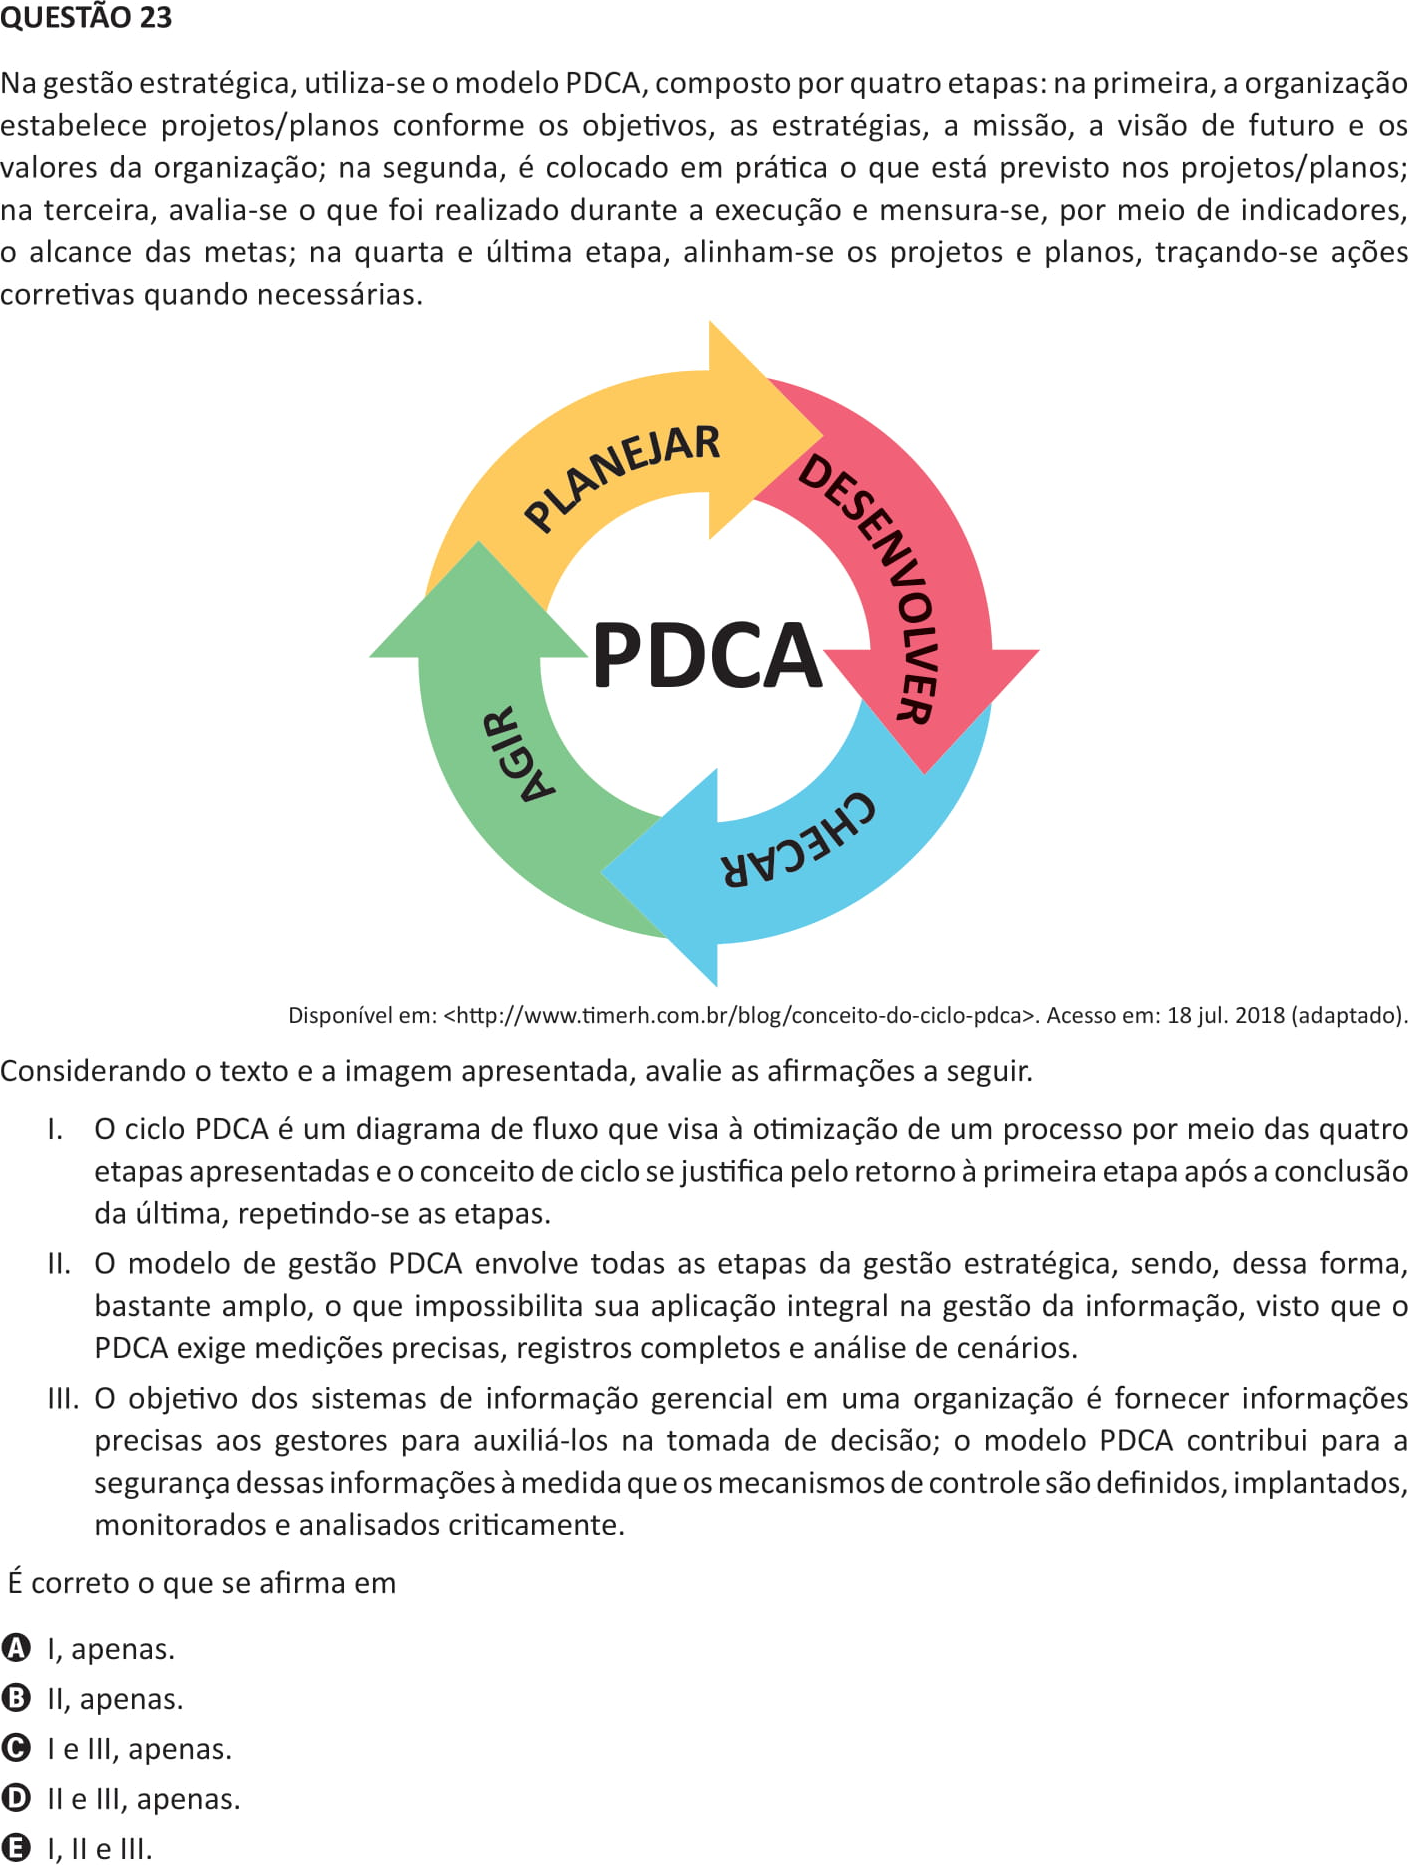 QUESTÃO 23
Na gestão estratégica, utiliza-se o modelo PDCA, composto por quatro etapas: na primeira, a organização
estabelece projetos/planos conforme os objetivos, as estratégias, a missão, a visão de futuro e os
valores da organização; na segunda, é colocado em prática o que está previsto nos projetos/planos;
na terceira, avalia-se o que foi realizado durante a execução e mensura-se, por meio de indicadores,
o alcance das metas; na quarta e última etapa, alinham-se os projetos e planos, traçando-se ações
corretivas quando necessárias.
PLANEJAR
DESENVOLVER
PDCA
AGIR
CHECAR
Disponível em: <http://www.timerh.com.br/blog/conceito-do-ciclo-pdca>. Acesso em: 18 jul. 2018 (adaptado).
Considerando o texto e a imagem apresentada, avalie as afirmações a seguir.
I. O ciclo PDCA é um diagrama de fluxo que visa à otimização de um processo por meio das quatro
etapas apresentadas e o conceito de ciclo se justifica pelo retorno à primeira etapa após a conclusão
da última, repetindo-se as etapas.
II. O modelo de gestão PDCA envolve todas as etapas da gestão estratégica, sendo, dessa forma,
bastante amplo, o que impossibilita sua aplicação integral na gestão da informação, visto que o
PDCA exige medições precisas, registros completos e análise de cenários.
III. O objetivo dos sistemas de informação gerencial em uma organização é fornecer informações
precisas aos gestores para auxiliá-los na tomada de decisão; o modelo PDCA contribui para a
segurança dessas informações à medida que os mecanismos de controle são definidos, implantados,
monitorados e analisados criticamente.
É correto o que se afirma em
A I, apenas.
B II, apenas.
C I e III, apenas.
D II e III, apenas.
E I, II e III.